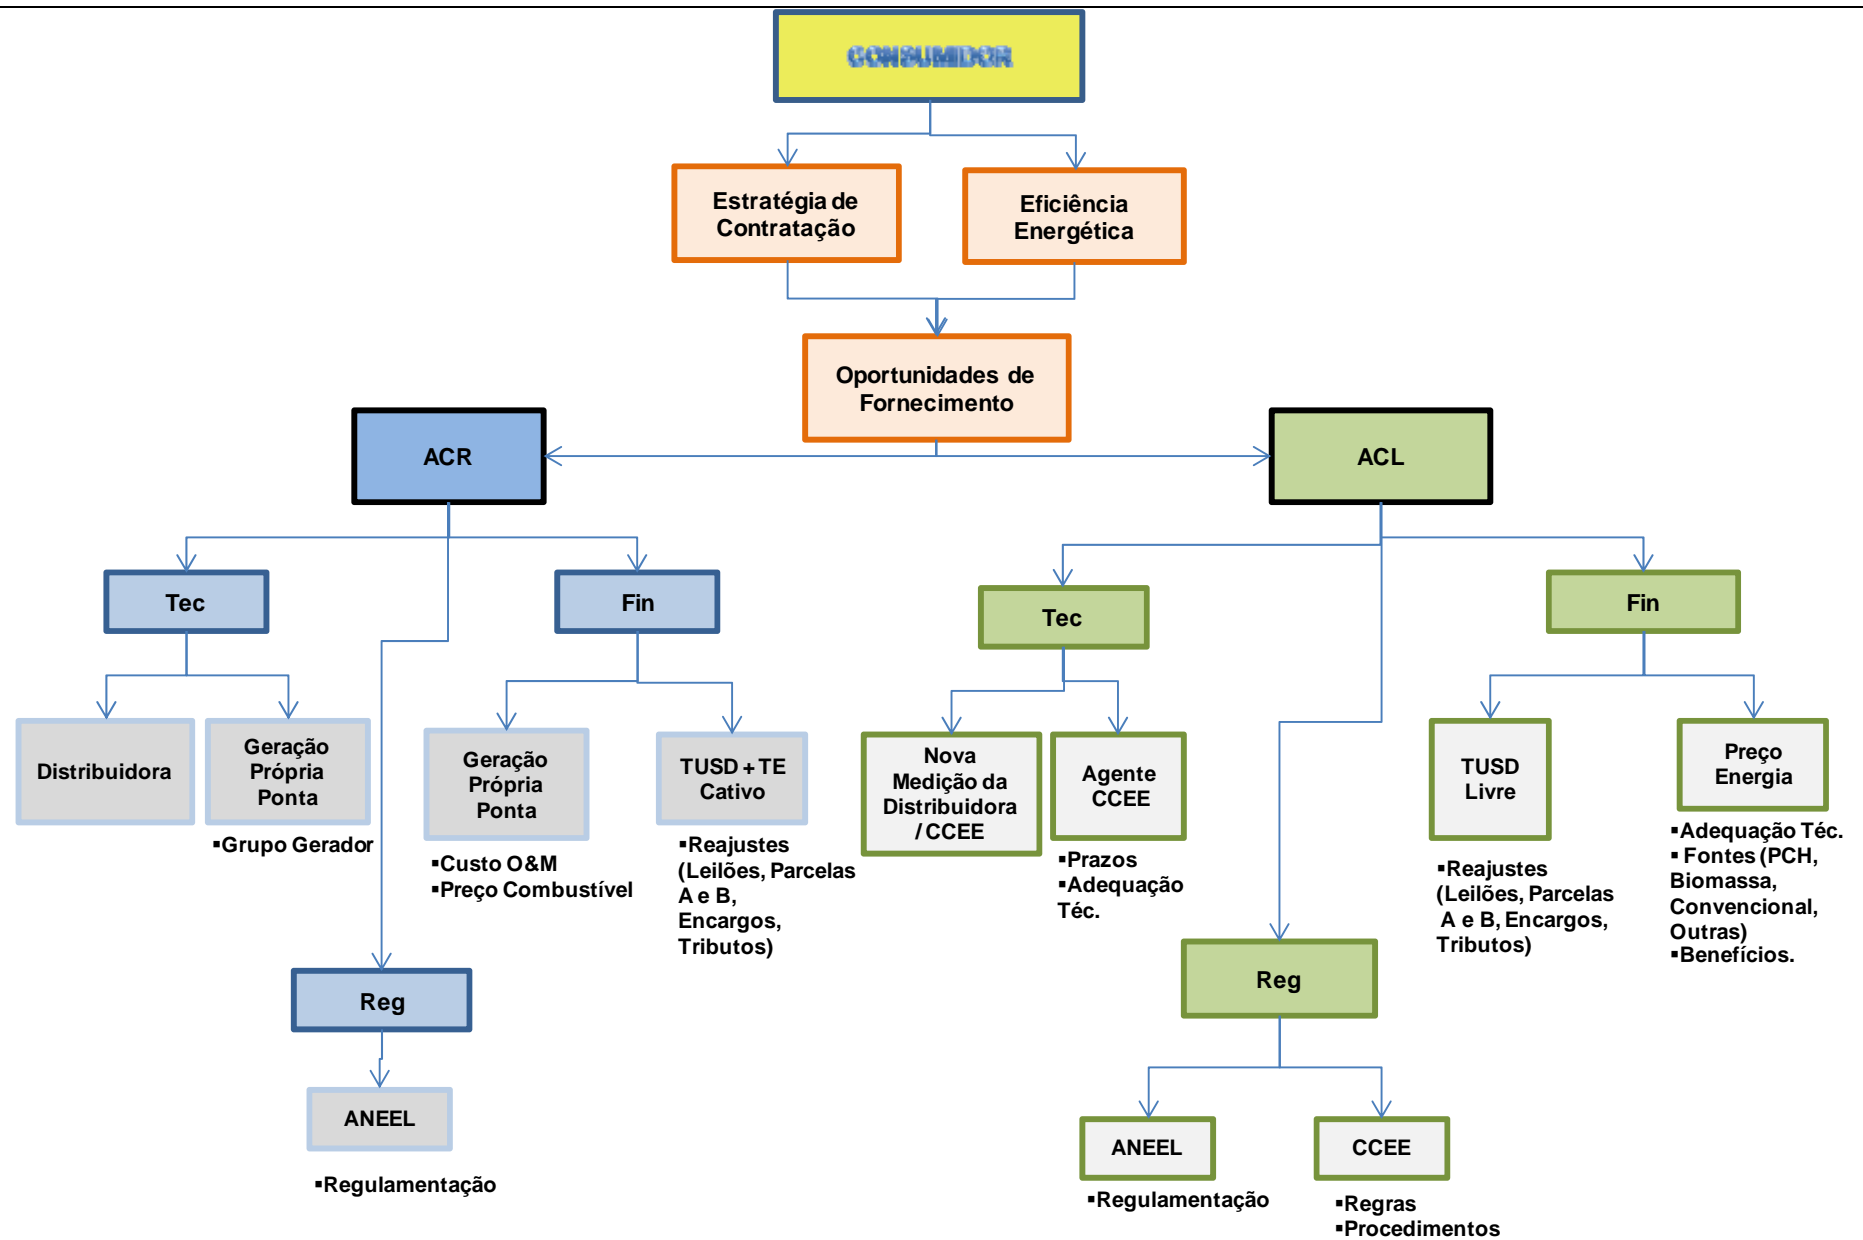 CONSUMIDOR
Estratégia de
Contratação
Eficiência
Energética
Oportunidades de
Fornecimento
ACR
ACL
Tec
Fin
Tec
Fin
Distribuidora
Geração
Própria
Ponta
▪Grupo Gerador
Geração
Própria
Ponta
▪Custo O&M
▪Preço Combustível
TUSD + TE
Cativo
▪Reajustes
(Leilões, Parcelas
A e B,
Encargos,
Tributos)
Nova
Medição da
Distribuidora
/ CCEE
Agente
CCEE
▪Prazos
▪Adequação
Téc.
TUSD
Livre
▪Reajustes
(Leilões, Parcelas
A e B, Encargos,
Tributos)
Preço
Energia
▪Adequação Téc.
▪ Fontes (PCH,
Biomassa,
Convencional,
Outras)
▪Benefícios.
Reg
Reg
ANEEL
▪Regulamentação
ANEEL
▪Regulamentação
CCEE
▪Regras
▪Procedimentos